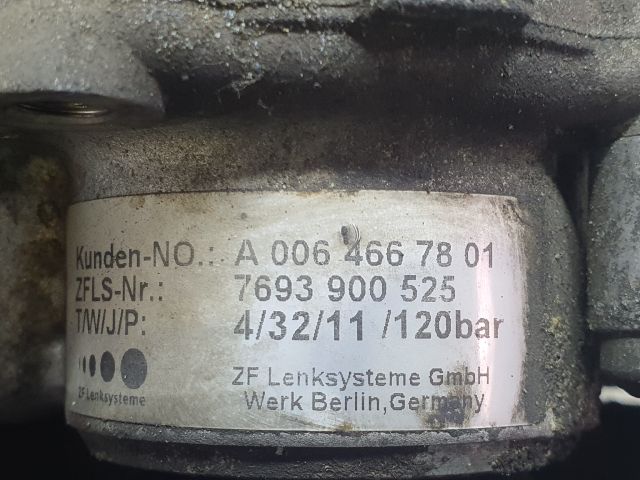 Kunden-NO.: A 006 466 78 01
ZFLS-Nr.: 7693 900 525
T/W/J/P: 4/32/11 /120bar
ZF Lenksysteme GmbH
ZF Lenksysteme
Werk Berlin,Germany